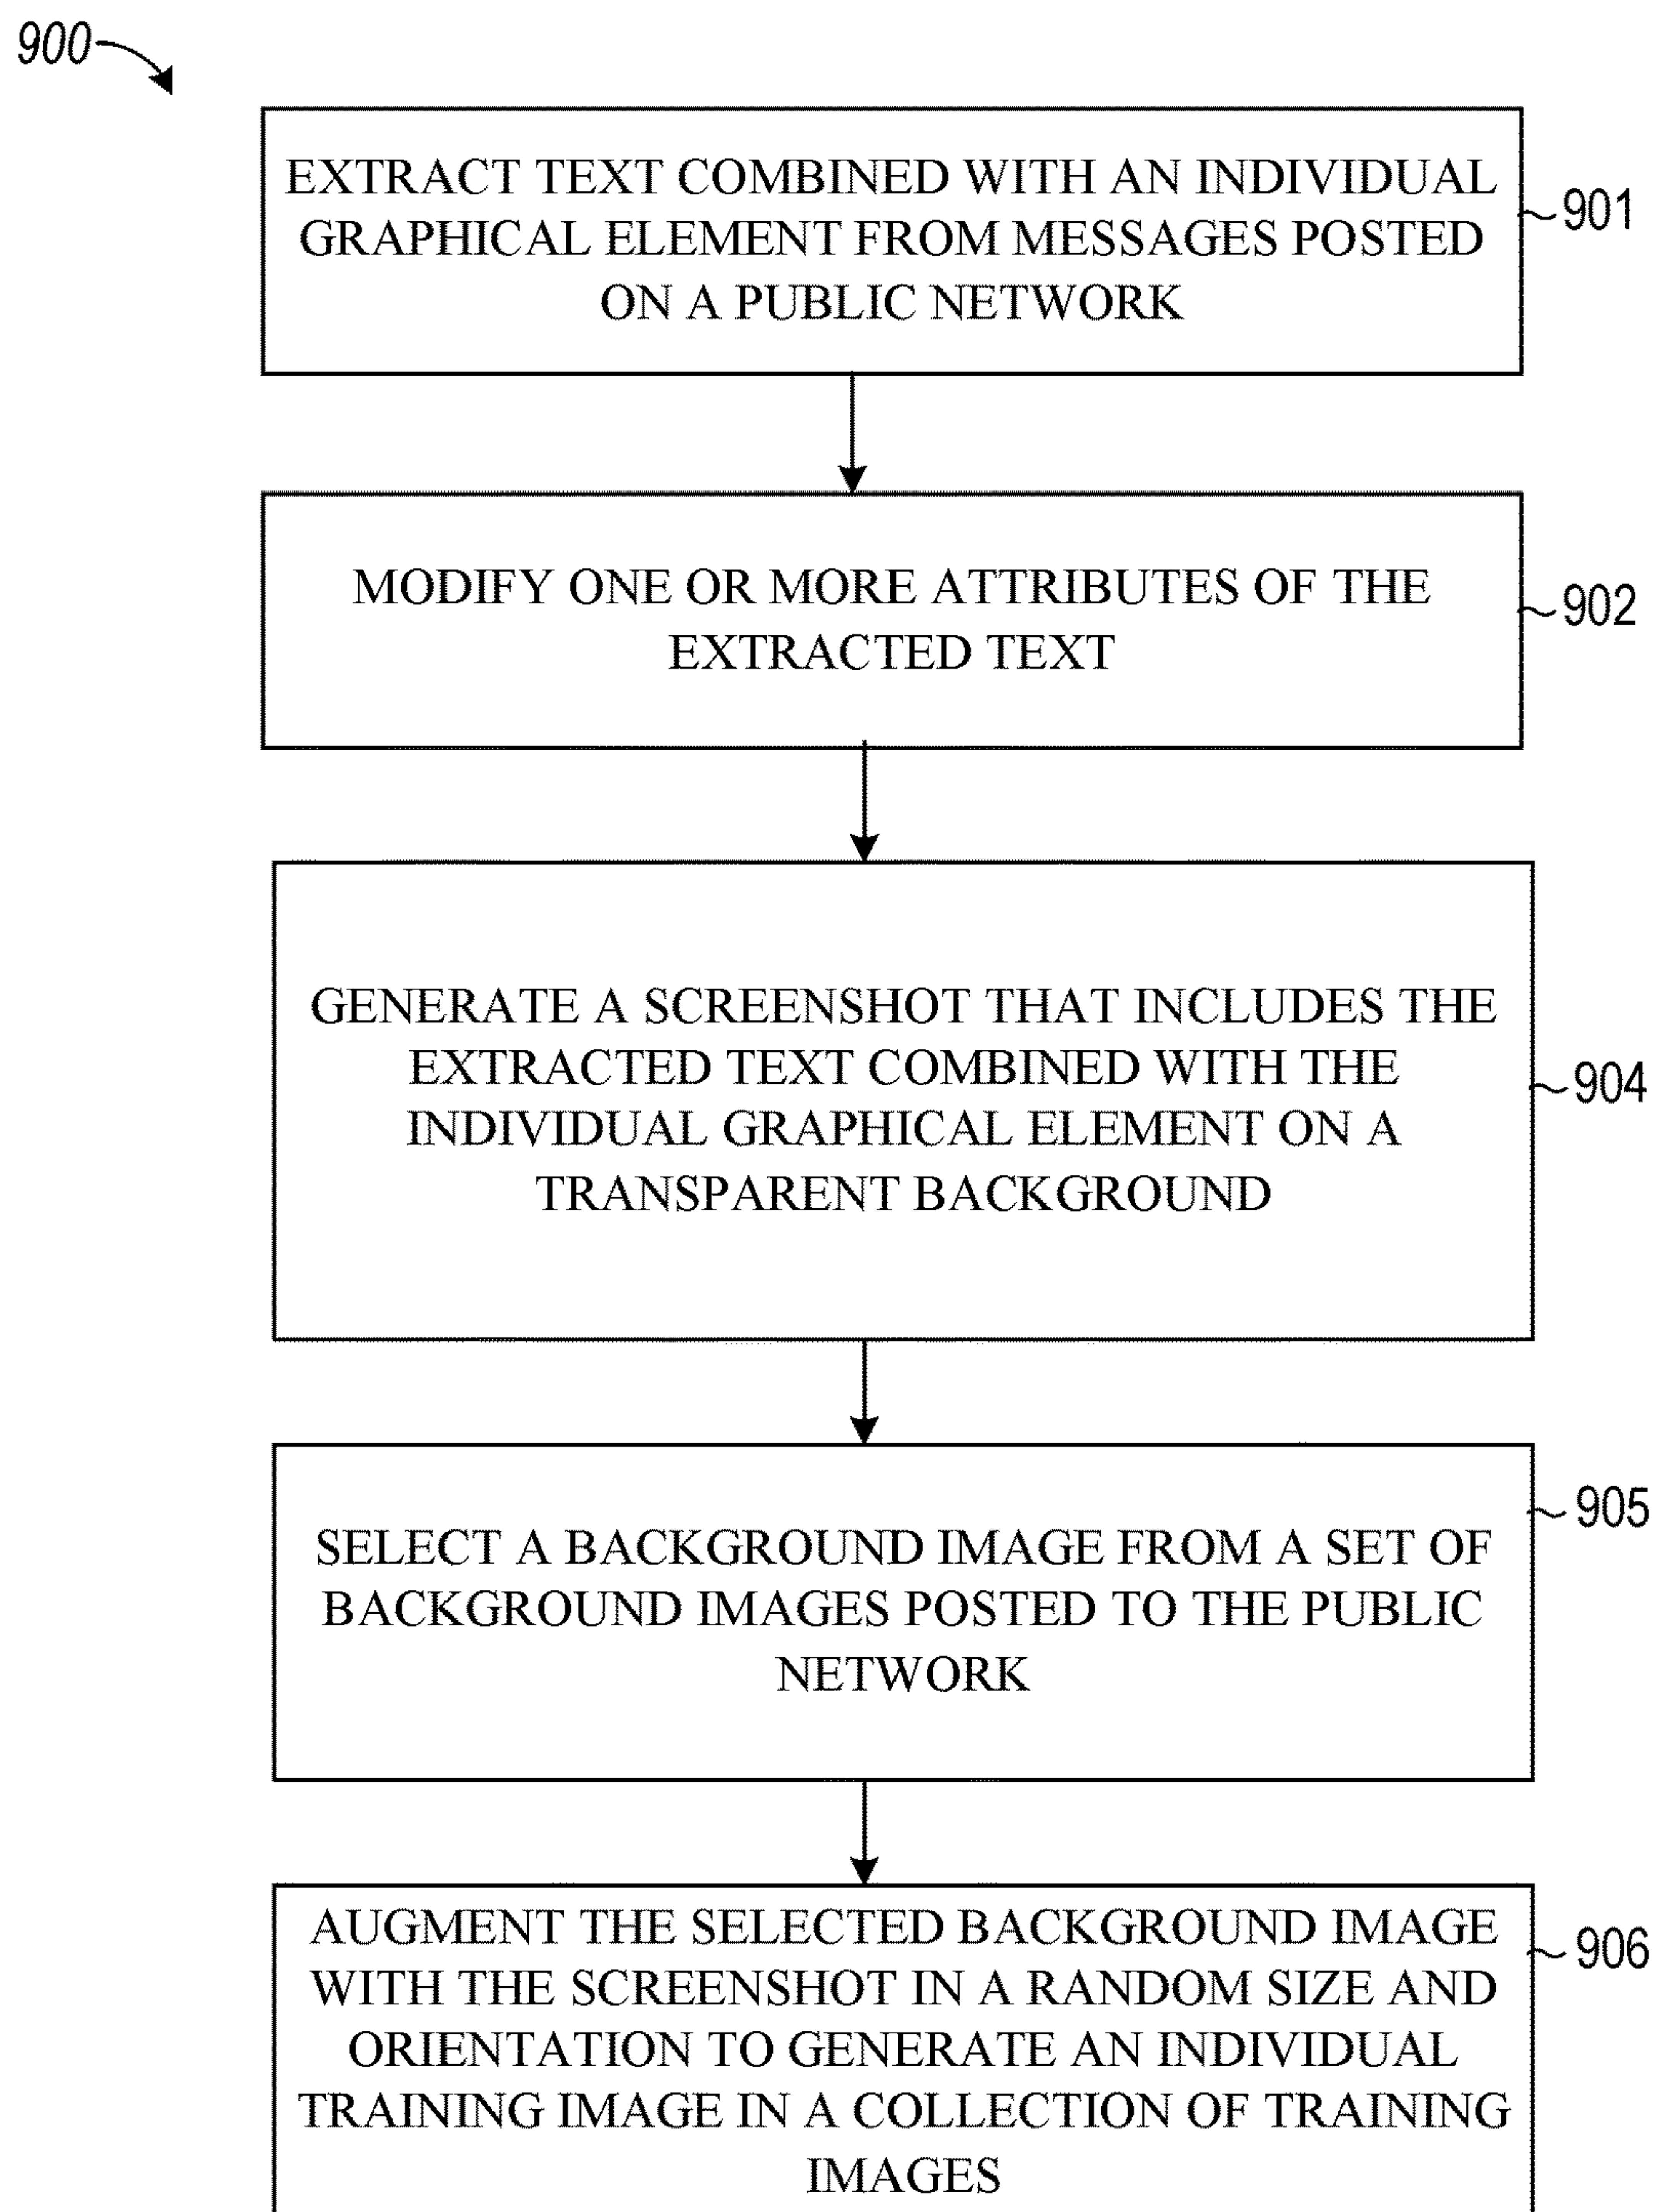 900
EXTRACT TEXT COMBINED WITH AN INDIVIDUAL
GRAPHICAL ELEMENT FROM MESSAGES POSTED
ON A PUBLIC NETWORK
901
MODIFY ONE OR MORE ATTRIBUTES OF THE
EXTRACTED TEXT
902
GENERATE A SCREENSHOT THAT INCLUDES THE
EXTRACTED TEXT COMBINED WITH THE
INDIVIDUAL GRAPHICAL ELEMENT ON A
TRANSPARENT BACKGROUND
904
SELECT A BACKGROUND IMAGE FROM A SET OF
BACKGROUND IMAGES POSTED TO THE PUBLIC
NETWORK
905
AUGMENT THE SELECTED BACKGROUND IMAGE
WITH THE SCREENSHOT IN A RANDOM SIZE AND
ORIENTATION TO GENERATE AN INDIVIDUAL
TRAINING IMAGE IN A COLLECTION OF TRAINING
IMAGES
906